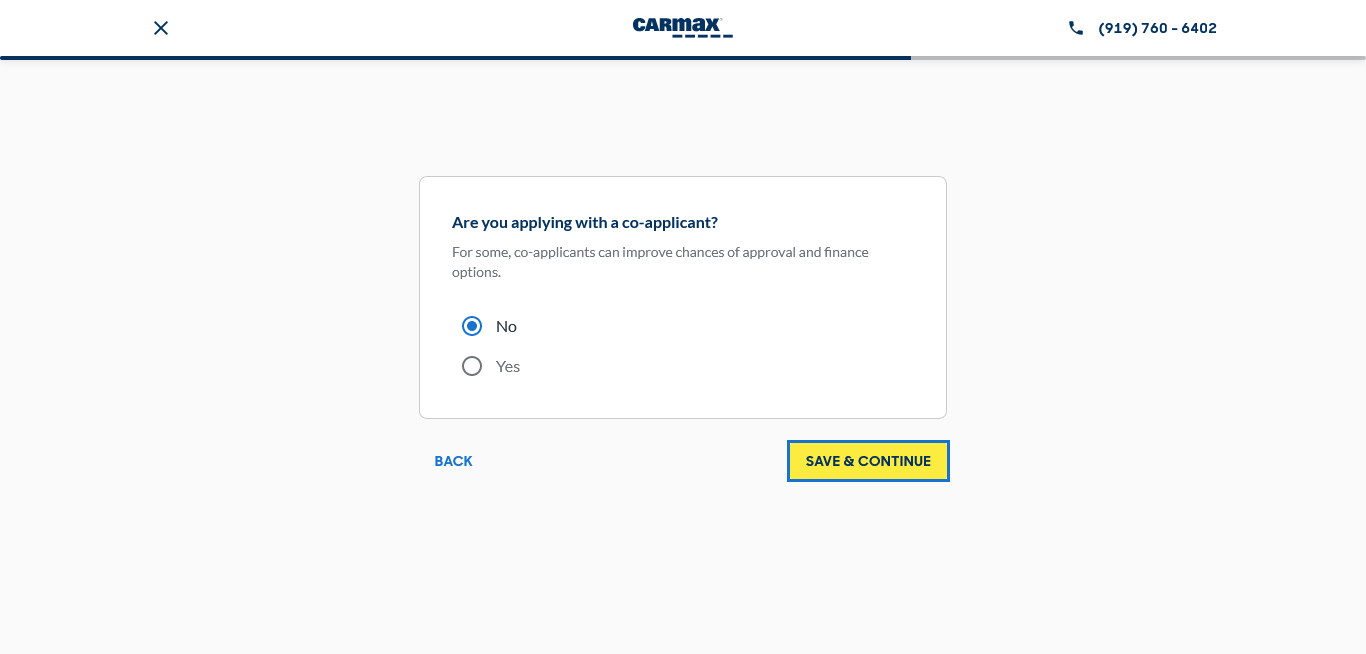 CARMAX
(919) 760 - 6402
Are you applying with a co-applicant?
For some, co-applicants can improve chances of approval and finance
options.
No
Yes
BACK
SAVE & CONTINUE